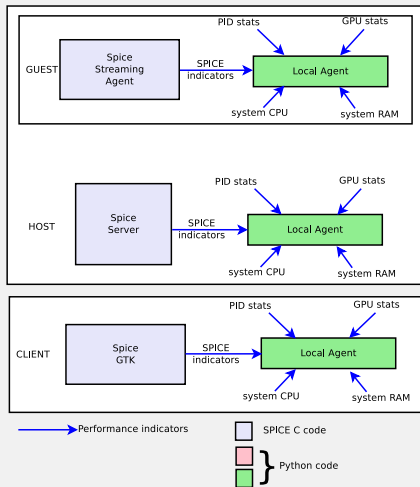 PID stats
GPU stats
GUEST
Spice
Streaming
Agent
SPICE
indicators
Local Agent
system CPU
system RAM
PID stats
GPU stats
HOST
Spice
Server
SPICE
indicators
Local Agent
system CPU
system RAM
PID stats
GPU stats
CLIENT
Spice
GTK
SPICE
indicators
Local Agent
system CPU
system RAM
Performance indicators
SPICE C code
Python code